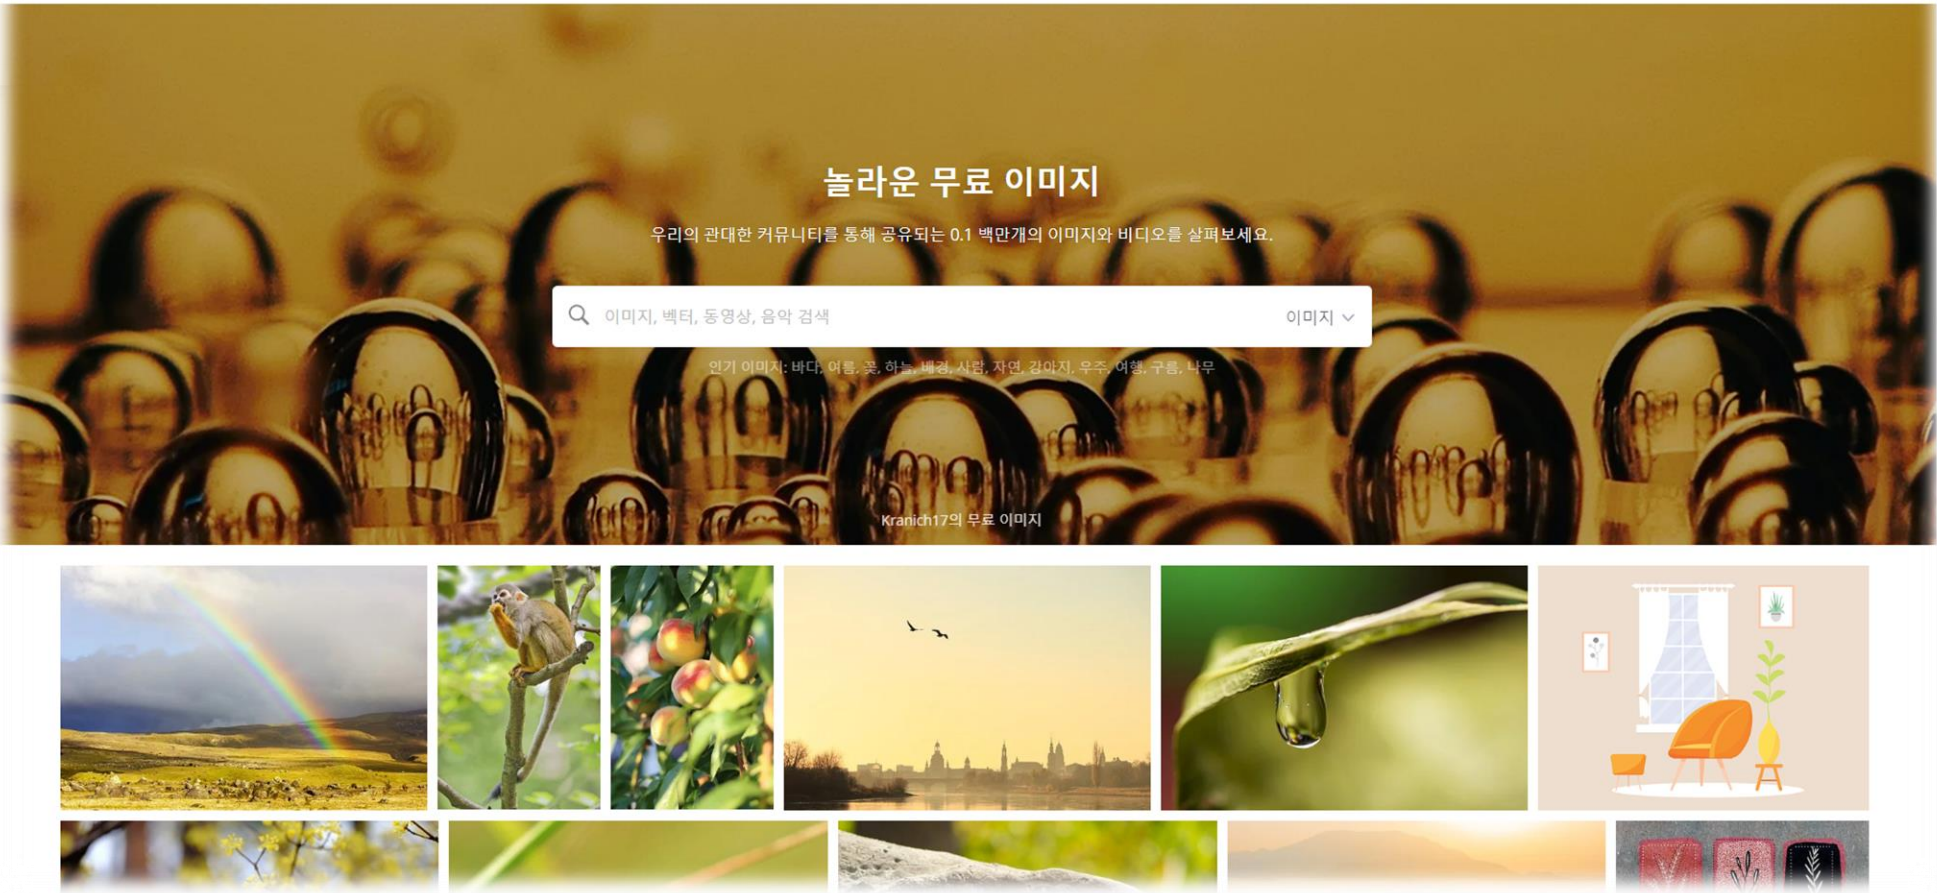 놀라운 무료 이미지
우리의 관대한 커뮤니티를 통해 공유되는 0.1 백만개의 이미지와 비디오를 살펴보세요.
이미지, 벡터, 동영상, 음악 검색
이미지
인기 이미지: 바다, 여름, 꽃, 하늘, 배경, 사람, 자연, 강아지, 우주, 여행, 구름, 나무
Kranich17의 무료 이미지